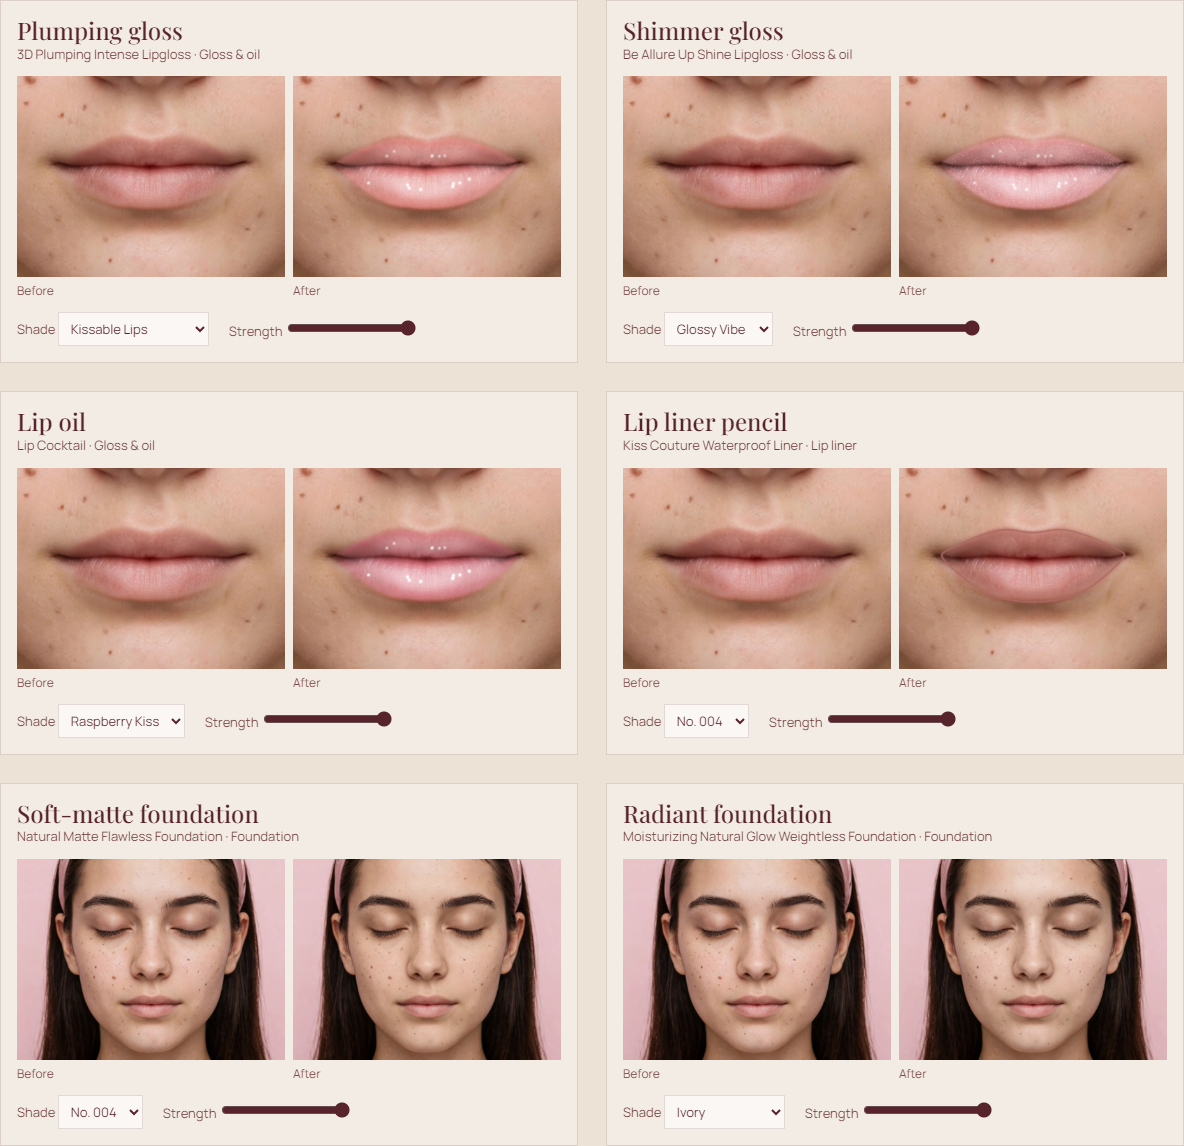 Plumping gloss
3D Plumping Intense Lipgloss · Gloss & oil
Before
After
Shade
Kissable Lips
Strength
Shimmer gloss
Be Allure Up Shine Lipgloss · Gloss & oil
Before
After
Shade
Glossy Vibe
Strength
Lip oil
Lip Cocktail · Gloss & oil
Before
After
Shade
Raspberry Kiss
Strength
Lip liner pencil
Kiss Couture Waterproof Liner · Lip liner
Before
After
Shade
No. 004
Strength
Soft-matte foundation
Natural Matte Flawless Foundation · Foundation
Before
After
Shade
No. 004
Strength
Radiant foundation
Moisturizing Natural Glow Weightless Foundation · Foundation
Before
After
Shade
Ivory
Strength